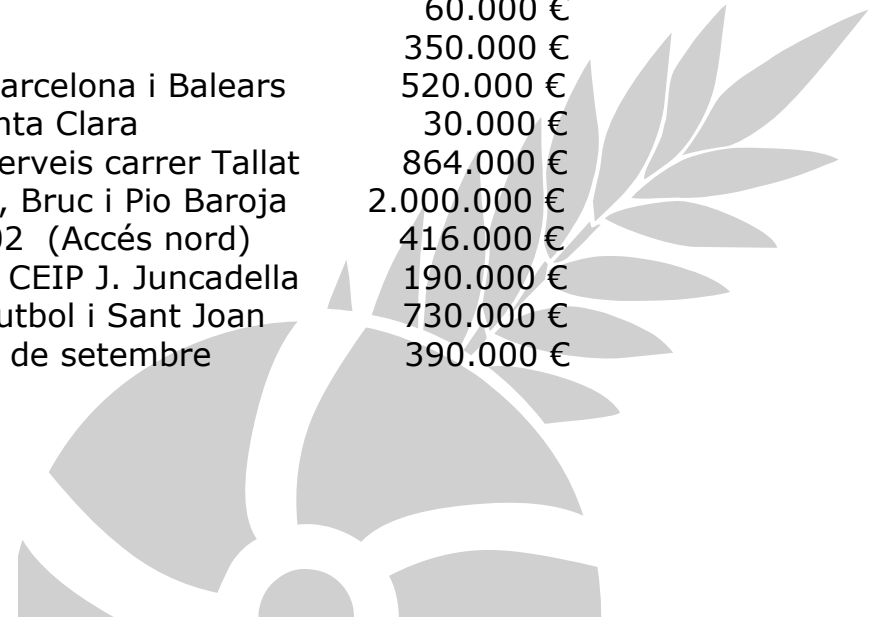 60.000 €
350.000 €
arcelona i Balears 520.000 €
nta Clara 30.000 €
erveis carrer Tallat 864.000 €
, Bruc i Pio Baroja 2.000.000 €
02 (Accés nord) 416.000 €
CEIP J. Juncadella 190.000 €
utbol i Sant Joan 730.000 €
de setembre 390.000 €